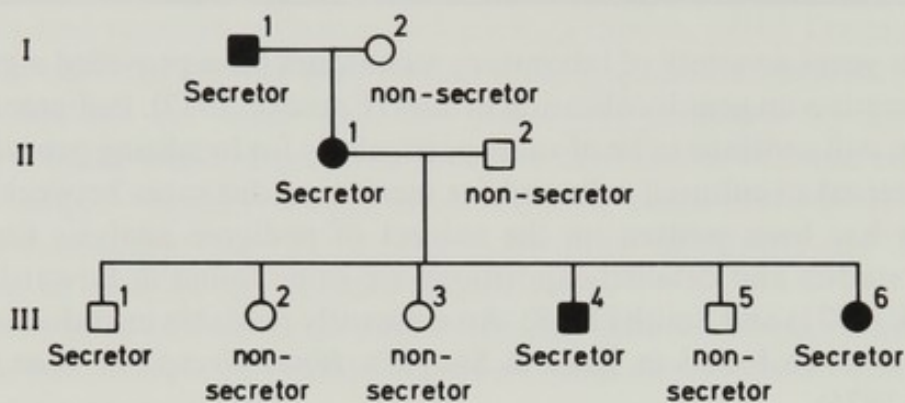 1 2
I
Secretor non-secretor
1 2
II
Secretor non-secretor
1 2 3 4 5 6
III
Secretor non- non- Secretor non- Secretor
secretor secretor secretor